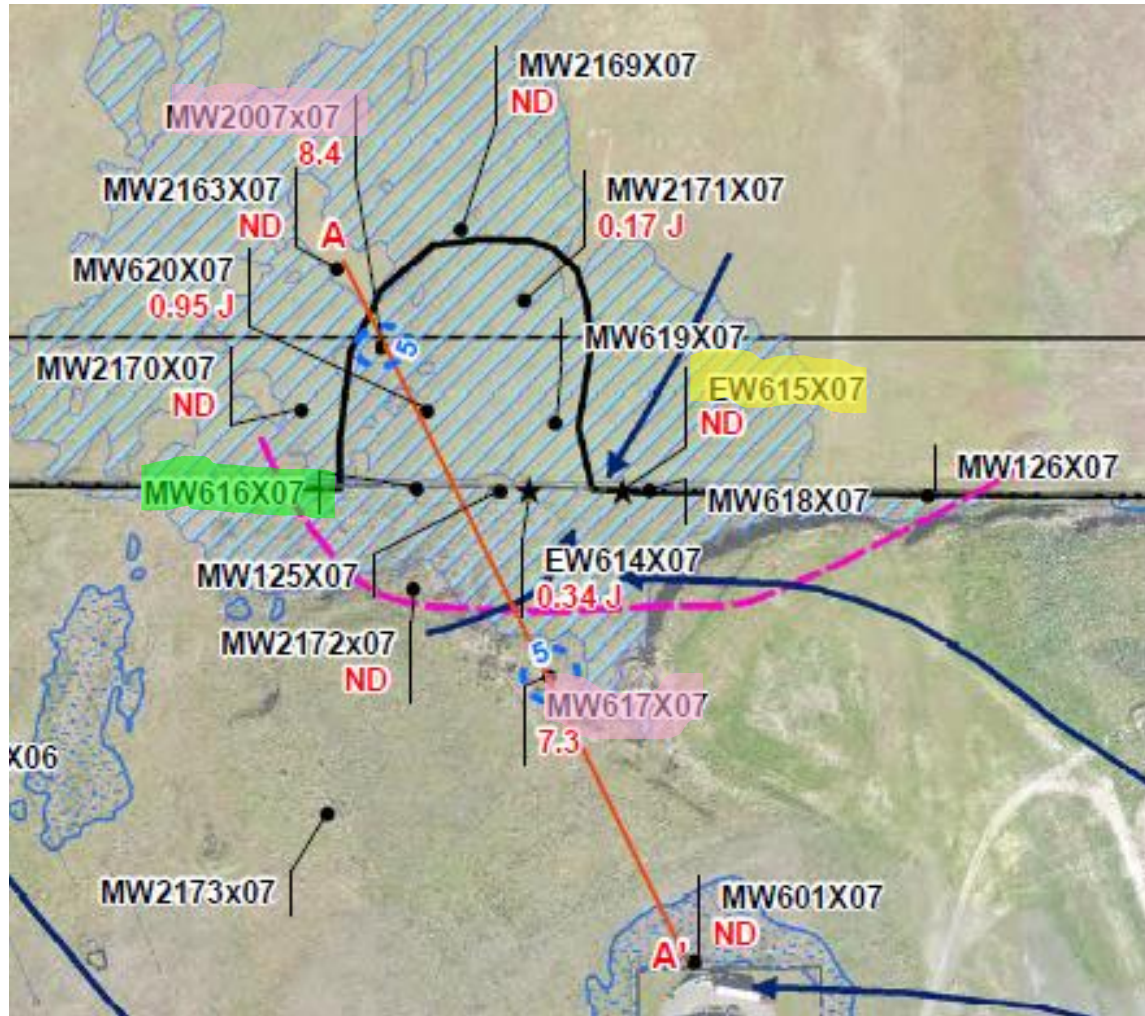 MW2169X07
ND
MW2007x07
8.4
MW2163X07
ND
A
MW2171X07
0.17 J
MW620X07
0.95 J
5
MW619X07
MW2170X07
ND
EW615X07
ND
MW616X07
MW126X07
MW618X07
MW125X07
EW614X07
0.34 J
MW2172x07
ND
5
MW617X07
7.3
X06
MW2173x07
MW601X07
ND
A'